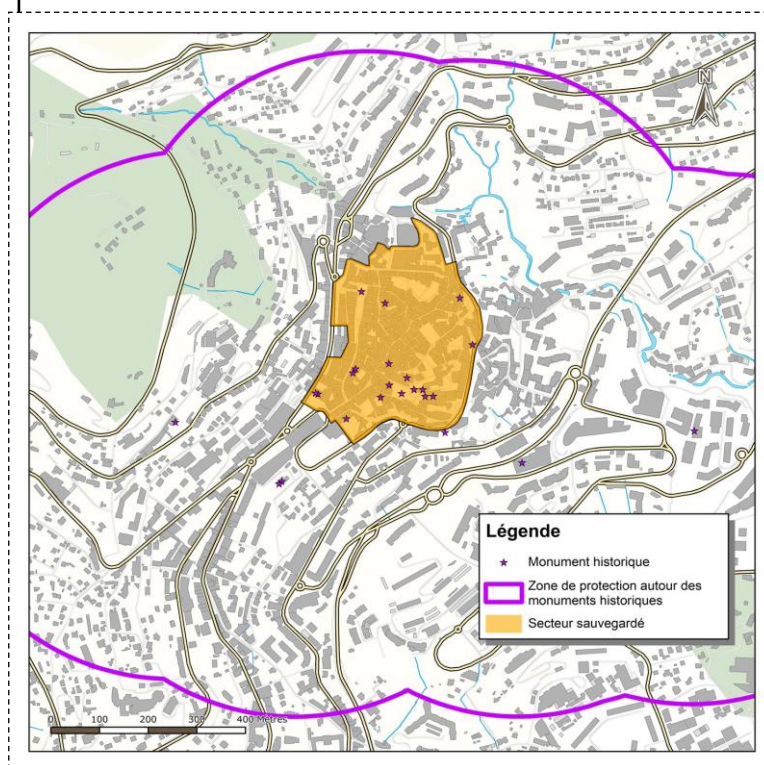 N
Légende
Monument historique
Zone de protection autour des
monuments historiques
Secteur sauvegardé
0 100 200 300 400 Mètres